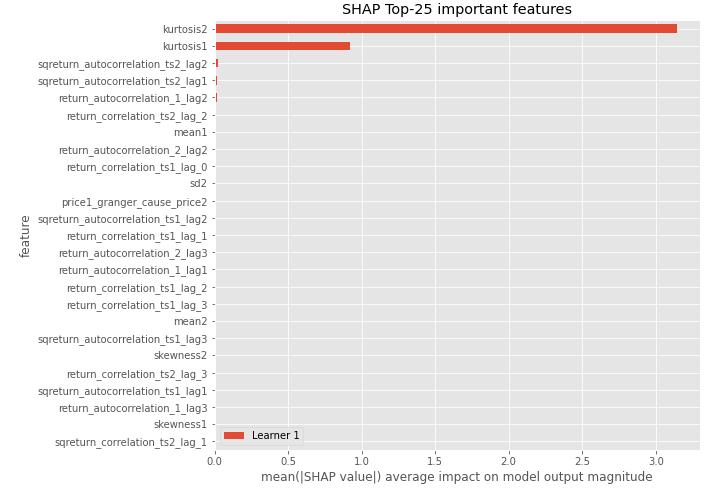 SHAP Top-25 important features
kurtosis2
kurtosis1
sqreturn_autocorrelation_ts2_lag2
sqreturn_autocorrelation_ts2_lag1
return_autocorrelation_1_lag2
return_correlation_ts2_lag_2
mean1
return_autocorrelation_2_lag2
return_correlation_ts1_lag_0
sd2
price1_granger_cause_price2
sqreturn_autocorrelation_ts1_lag2
return_correlation_ts1_lag_1
return_autocorrelation_2_lag3
return_autocorrelation_1_lag1
return_correlation_ts1_lag_2
return_correlation_ts1_lag_3
mean2
sqreturn_autocorrelation_ts1_lag3
skewness2
return_correlation_ts2_lag_3
sqreturn_autocorrelation_ts1_lag1
return_autocorrelation_1_lag3
skewness1
sqreturn_correlation_ts2_lag_1
feature
Learner 1
0.0 0.5 1.0 1.5 2.0 2.5 3.0
mean(|SHAP value|) average impact on model output magnitude